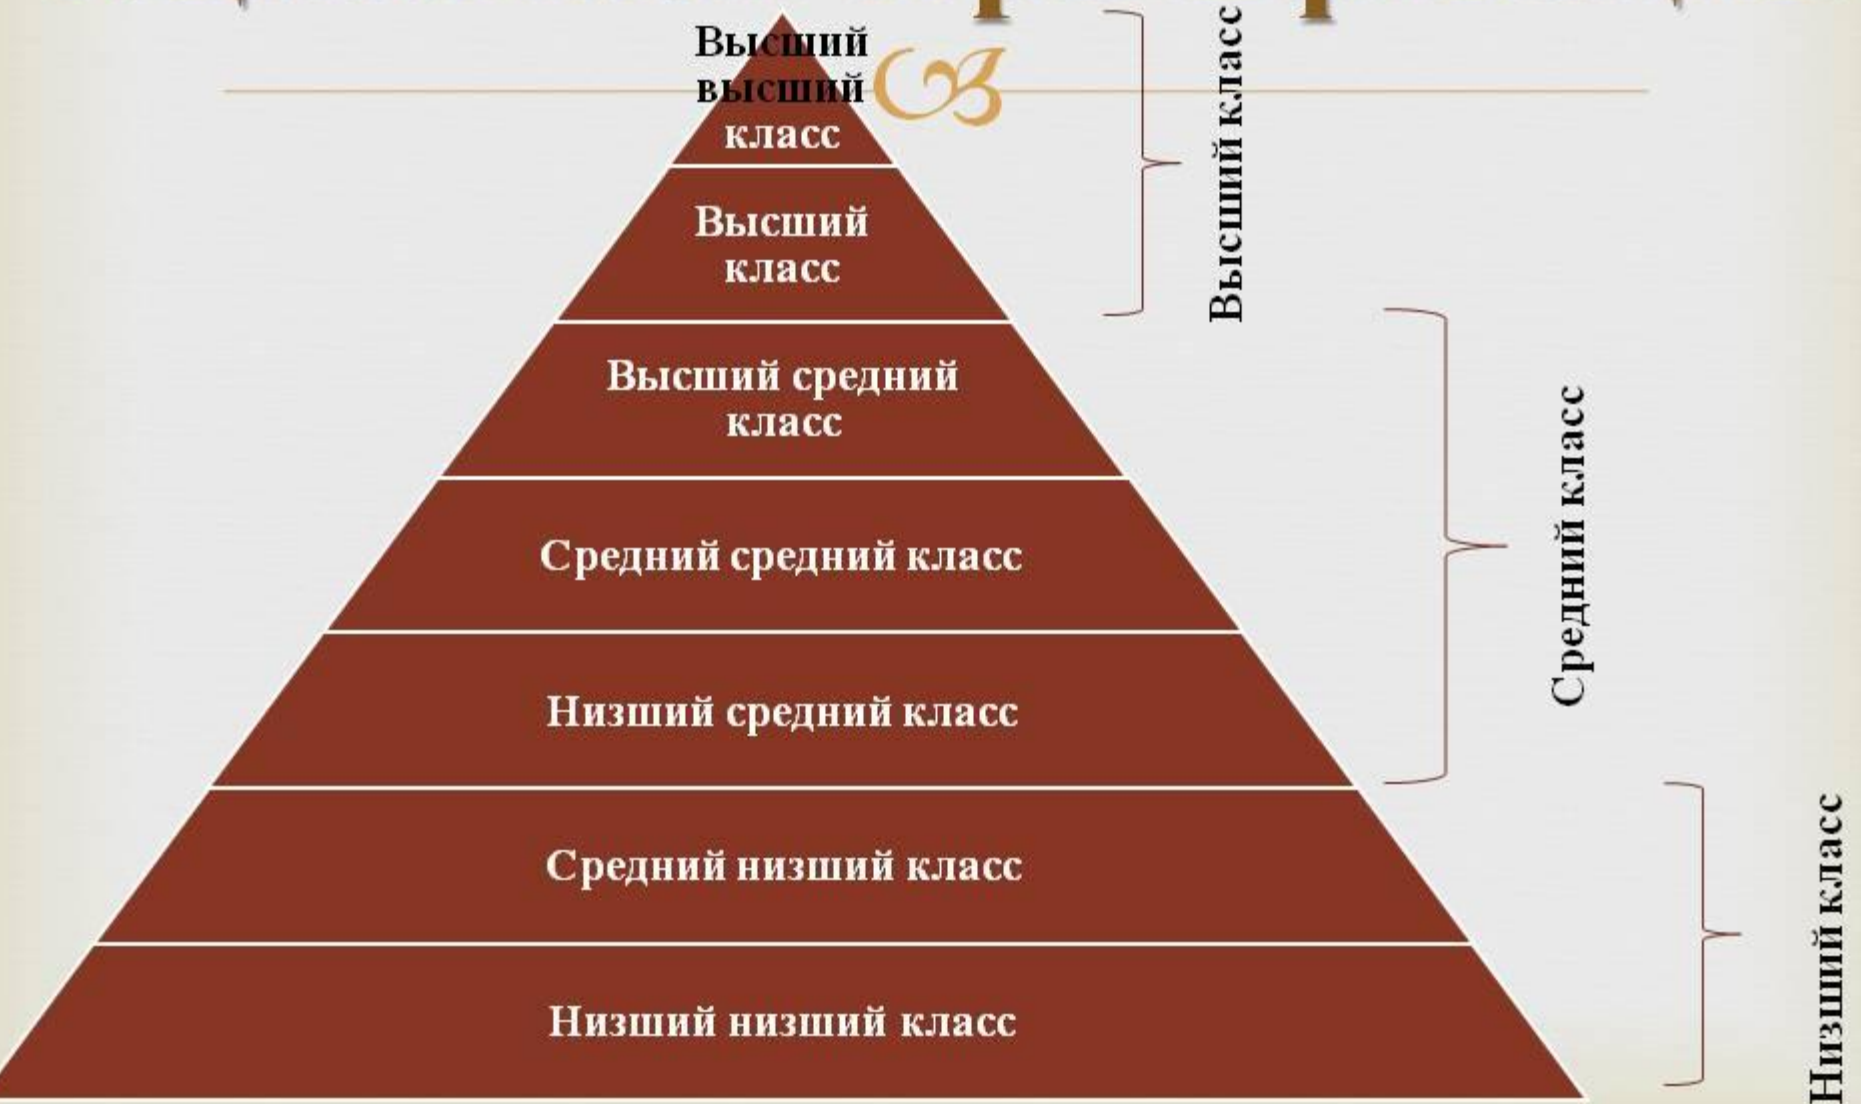 Высший
высший
класс
Высший
класс
Высший средний
класс
Средний средний класс
Низший средний класс
Средний низший класс
Низший низший класс
Высший класс
Средний класс
Низший класс